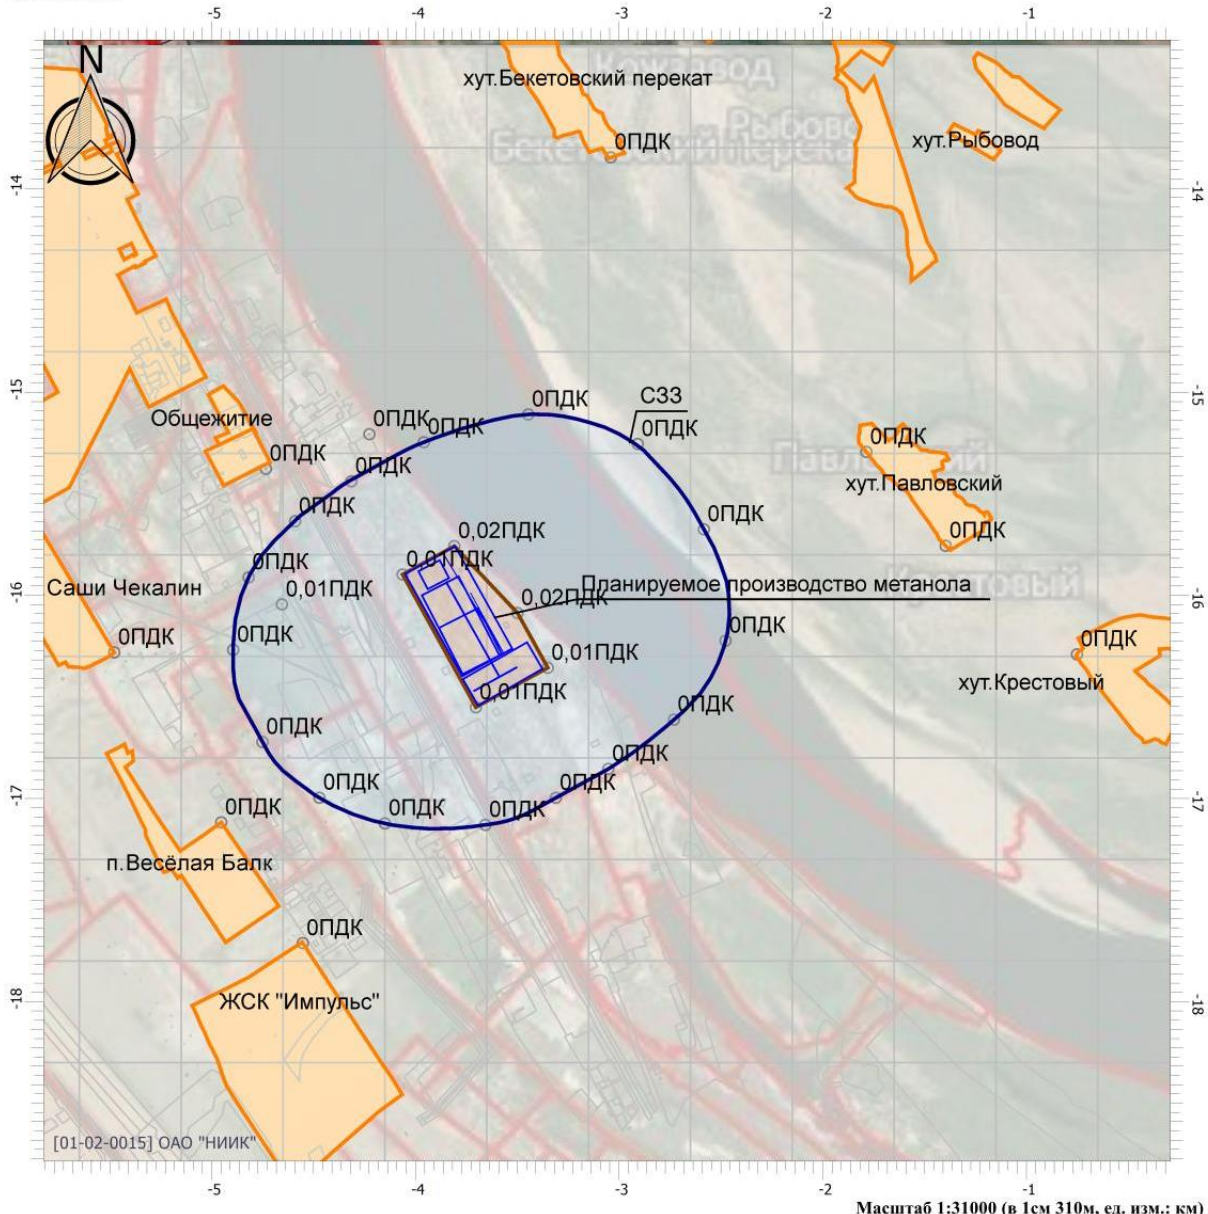 -5 -4 -3 -2 -1
N
хут.Бекетовский перекат
Кожзавод
Рыбово
хут.Рыбовод
0ПДК
-14 -14
-15 -15
0ПДК
СЗЗ
Общежитие
0ПДК
0ПДК
0ПДК
0ПДК
0ПДК
0ПДК
хут.Павловский
0ПДК
0ПДК
0ПДК
0ПДК
0,02ПДК
0ПДК
0,01ПДК
Планируемое производство метанола
Саши Чекалин
0,01ПДК
0,02ПДК
-16 -16
Крестовый
0ПДК
0ПДК
0ПДК
0ПДК
0,01ПДК
хут.Крестовый
0,01ПДК
0ПДК
0ПДК
0ПДК
0ПДК
0ПДК
0ПДК
0ПДК
0ПДК
-17 -17
п.Весёлая Балк
0ПДК
ЖСК "Импульс"
-18 -18
[01-02-0015] ОАО "НИИК"
-5 -4 -3 -2 -1
Масштаб 1:31000 (в 1см 310м, ед. изм.: км)